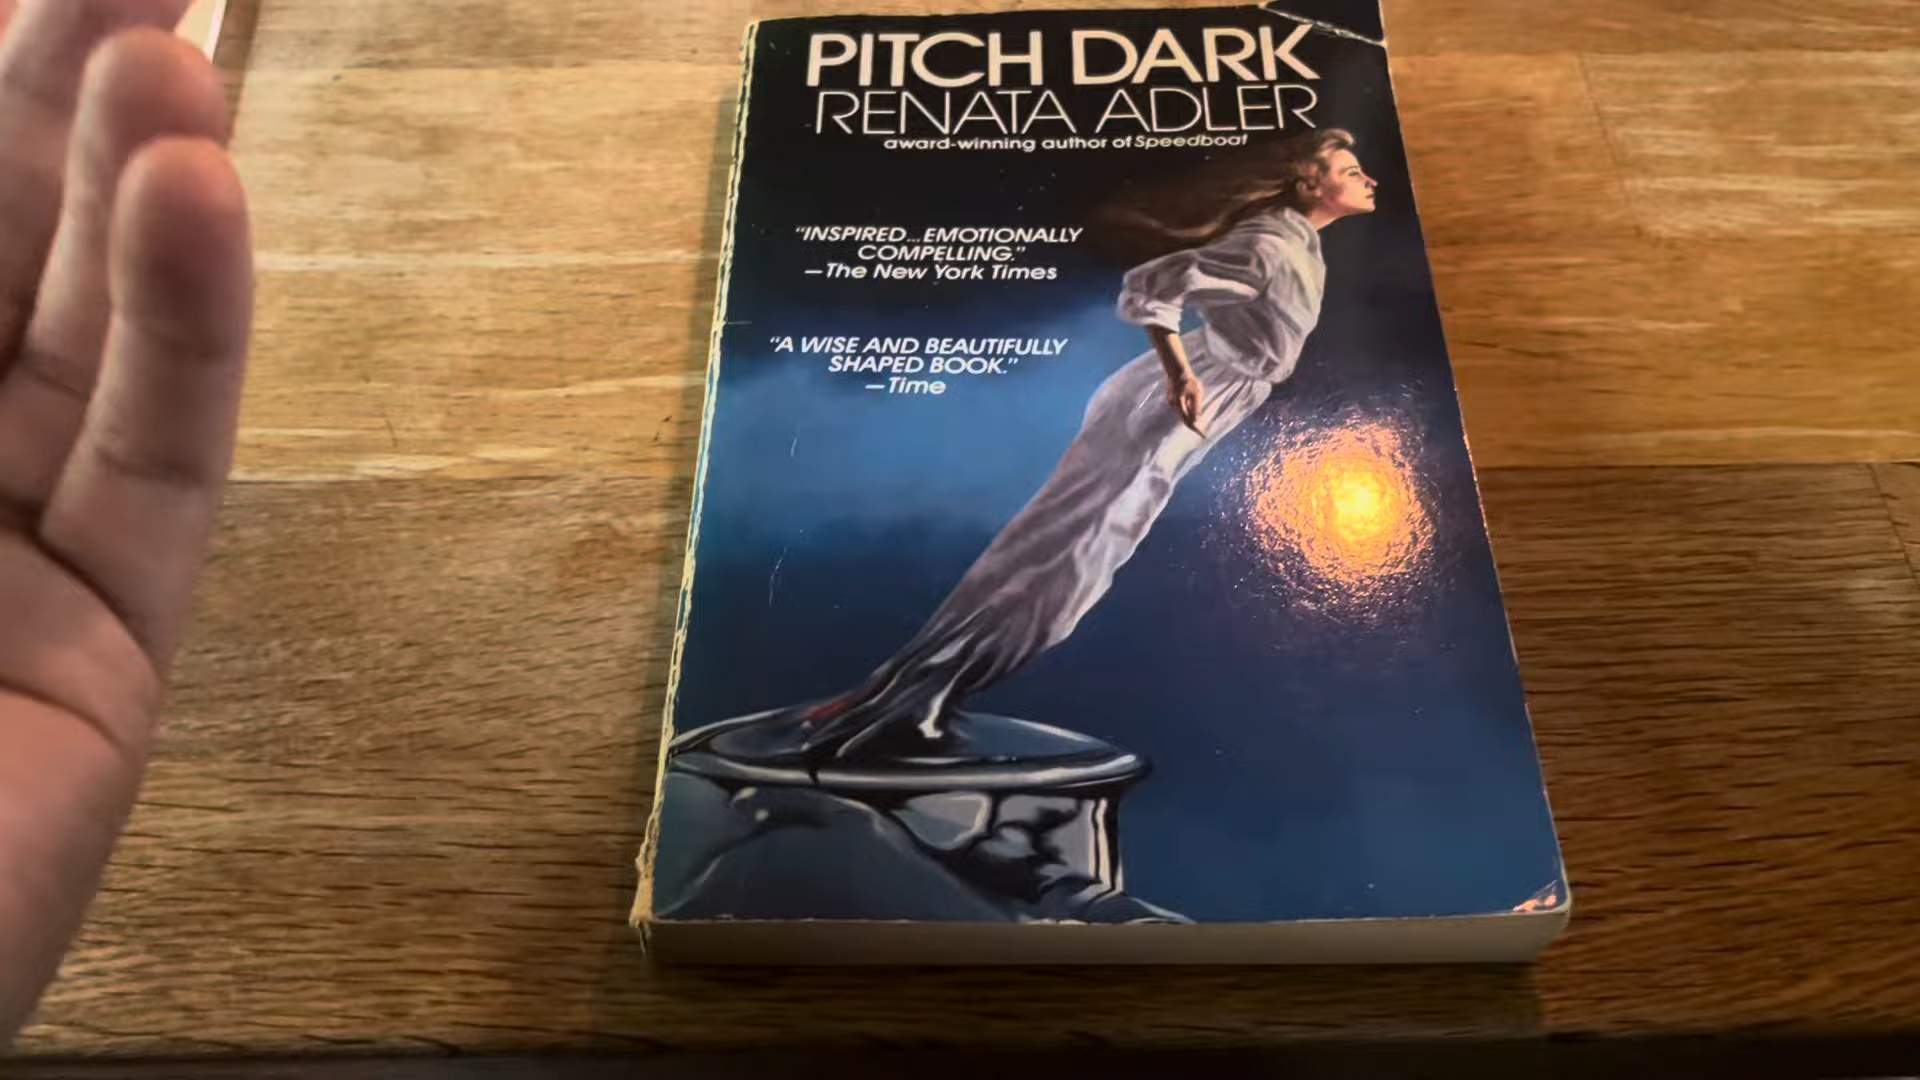 PITCH DARK
RENATA ADLER
award-winning author of Speedboat
“INSPIRED...EMOTIONALLY
COMPELLING.”
—The New York Times
“A WISE AND BEAUTIFULLY
SHAPED BOOK.”
—Time